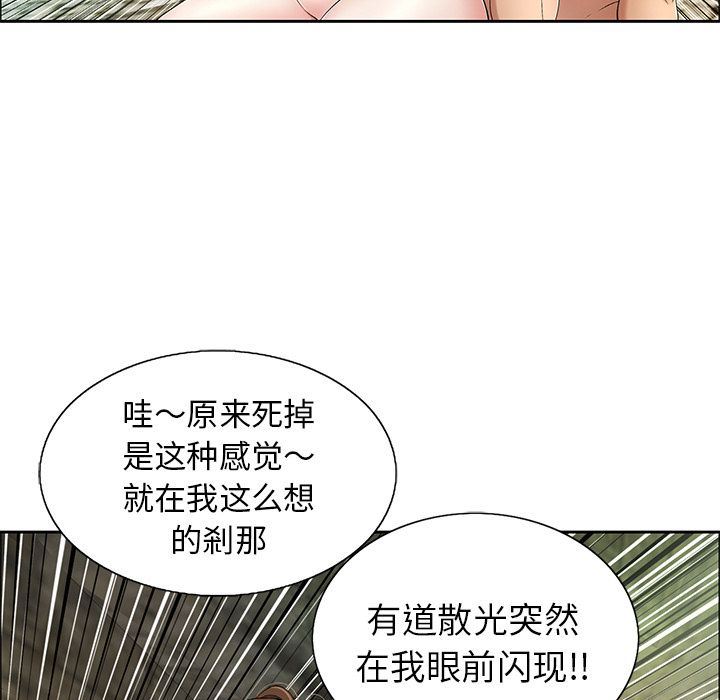 哇～原来死掉
是这种感觉～
就在我这么想
的刹那
有道散光突然
在我眼前闪现!!